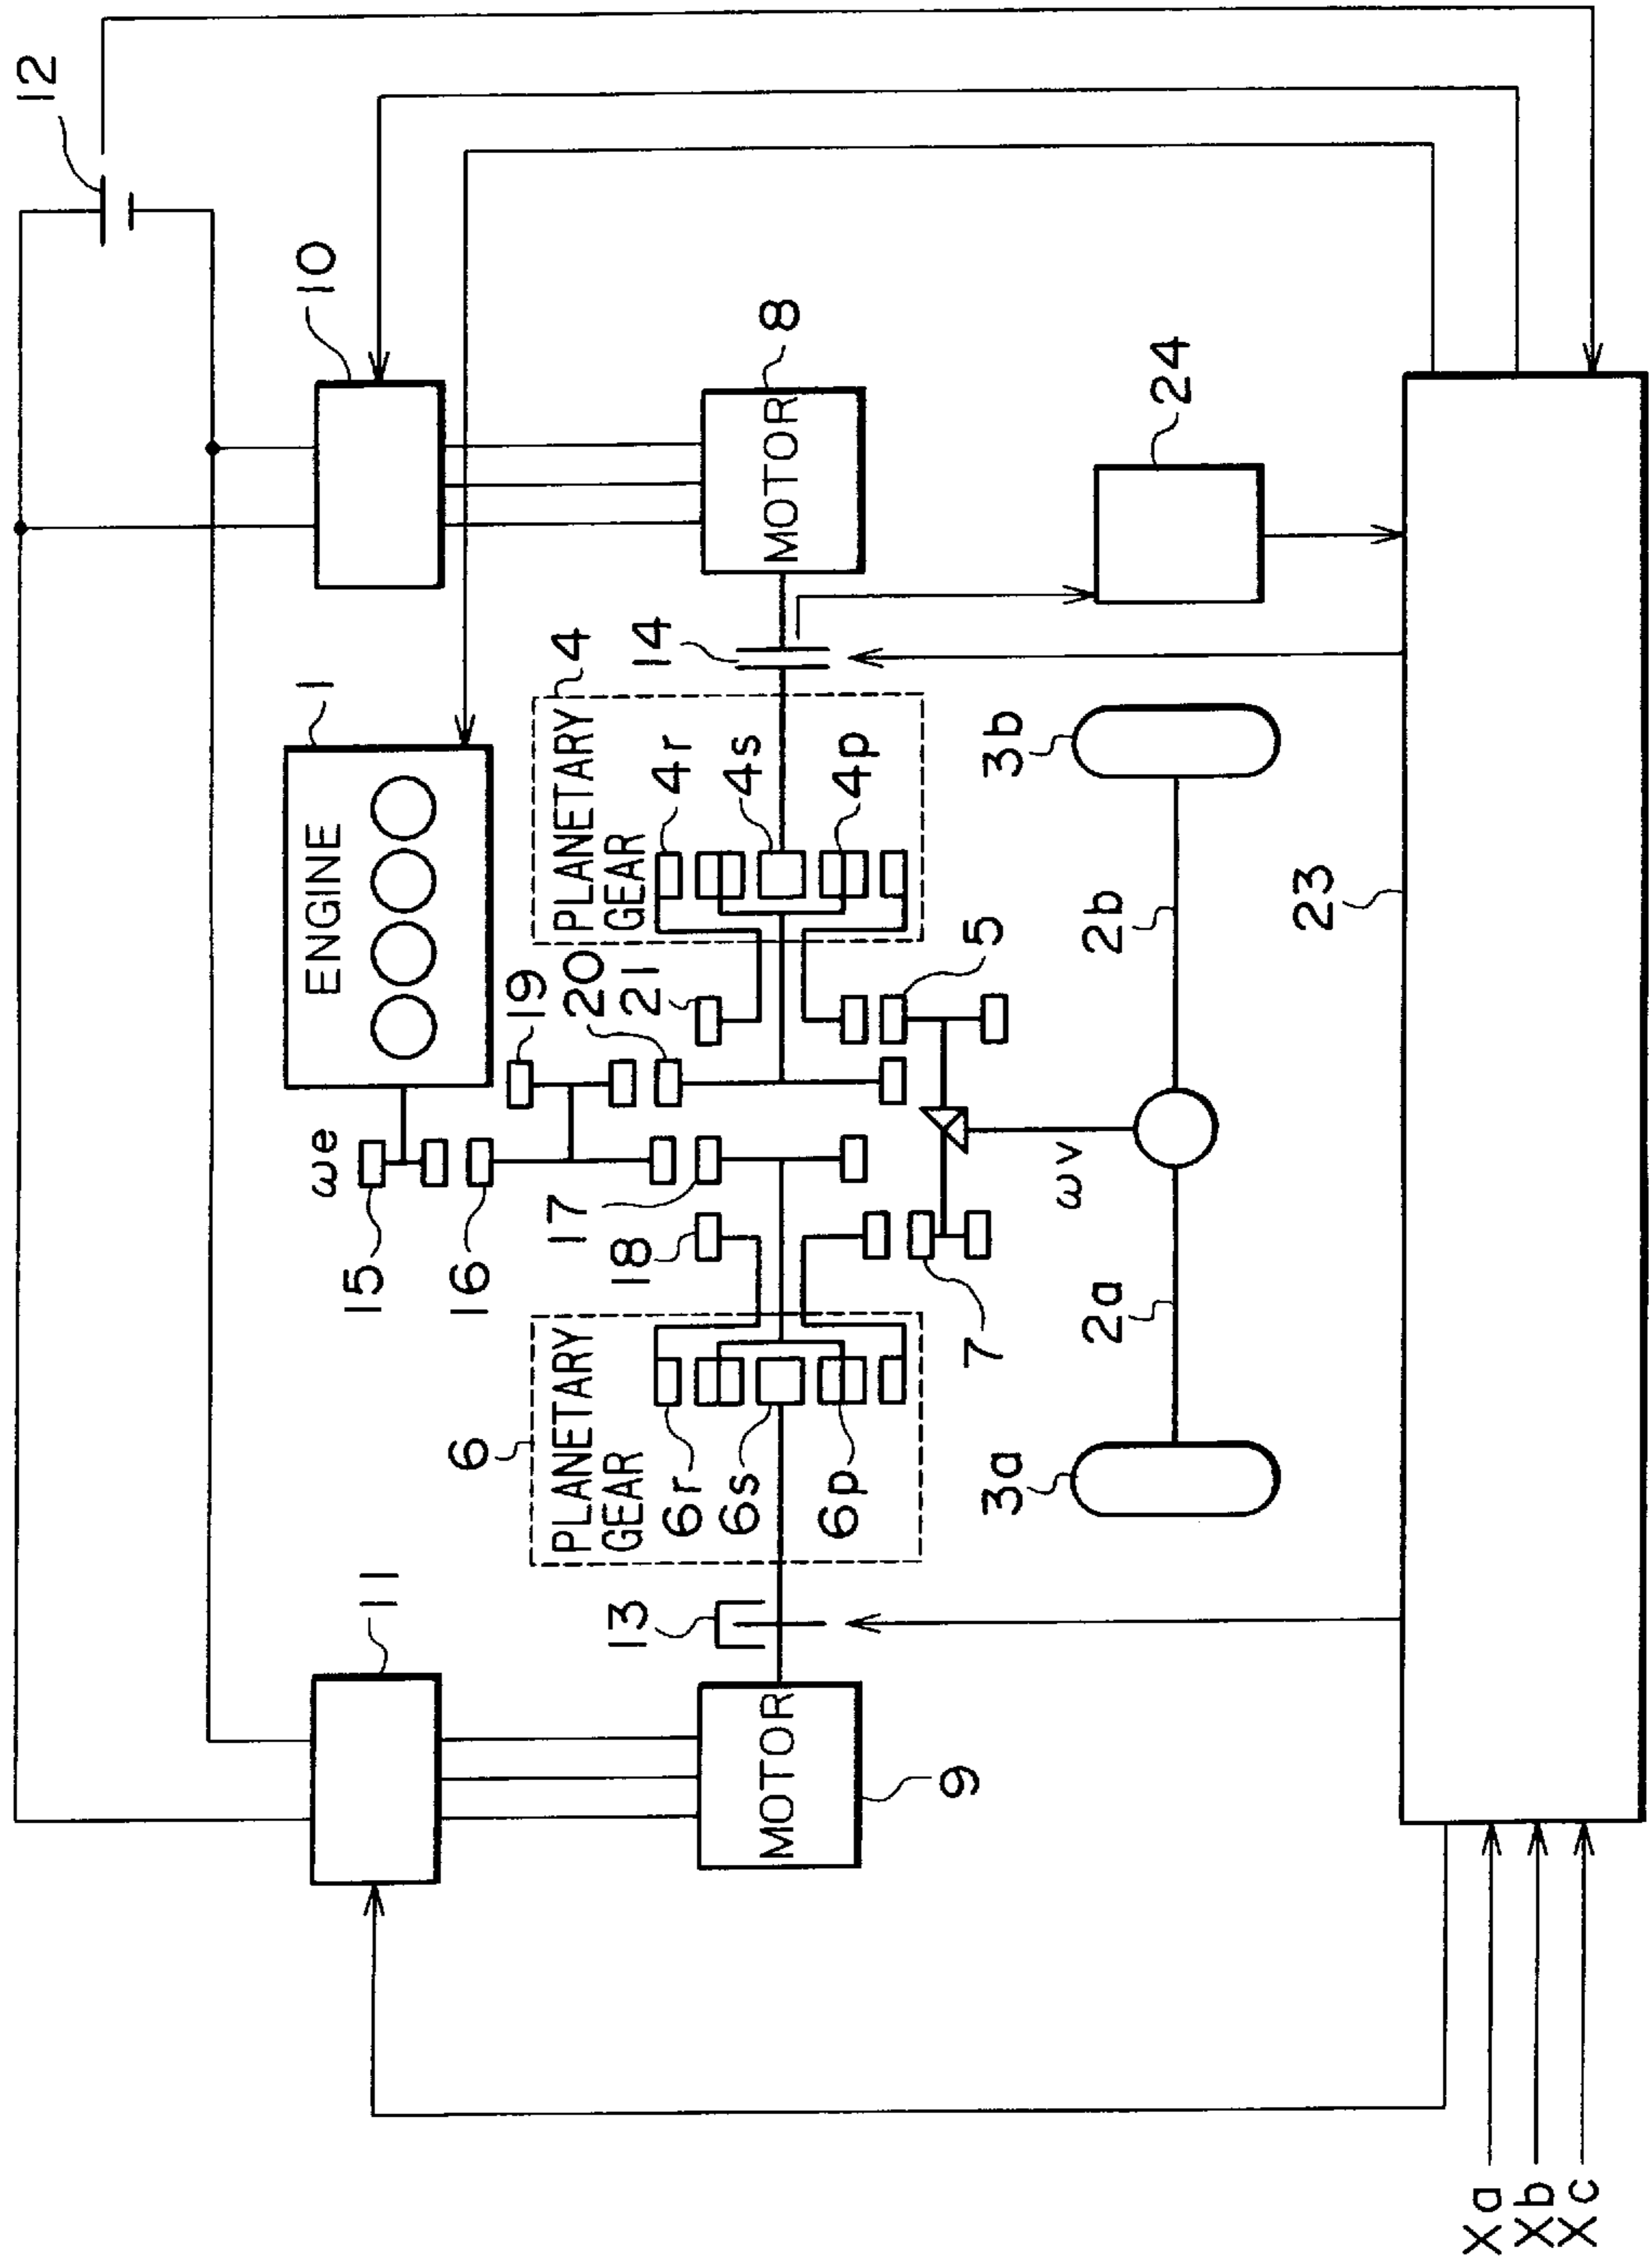 12
10
1
ENGINE
ωe
15
16
19
20
21
17
18
11
8
MOTOR
14
4
PLANETARY
GEAR
4r
4s
4p
6
PLANETARY
GEAR
6r
6s
6p
13
MOTOR
9
5
7
24
3b
2b
ωv
2a
3a
23
Xa
Xb
Xc